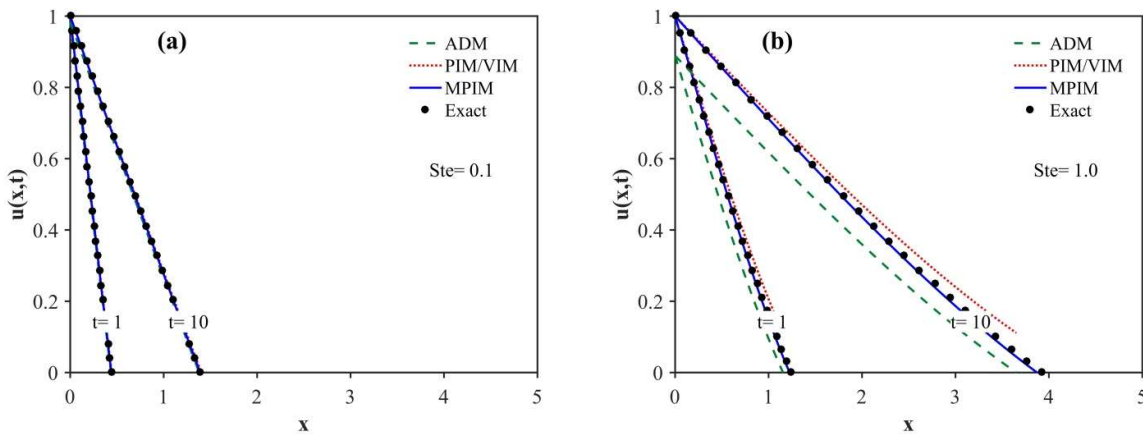 (a)
ADM
PIM/VIM
MPIM
Exact
Ste= 0.1
t= 1
t= 10
u(x,t)
1
0.8
0.6
0.4
0.2
0
0 1 2 3 4 5
x
(b)
ADM
PIM/VIM
MPIM
Exact
Ste= 1.0
t= 1
t= 10
u(x,t)
1
0.8
0.6
0.4
0.2
0
0 1 2 3 4 5
x